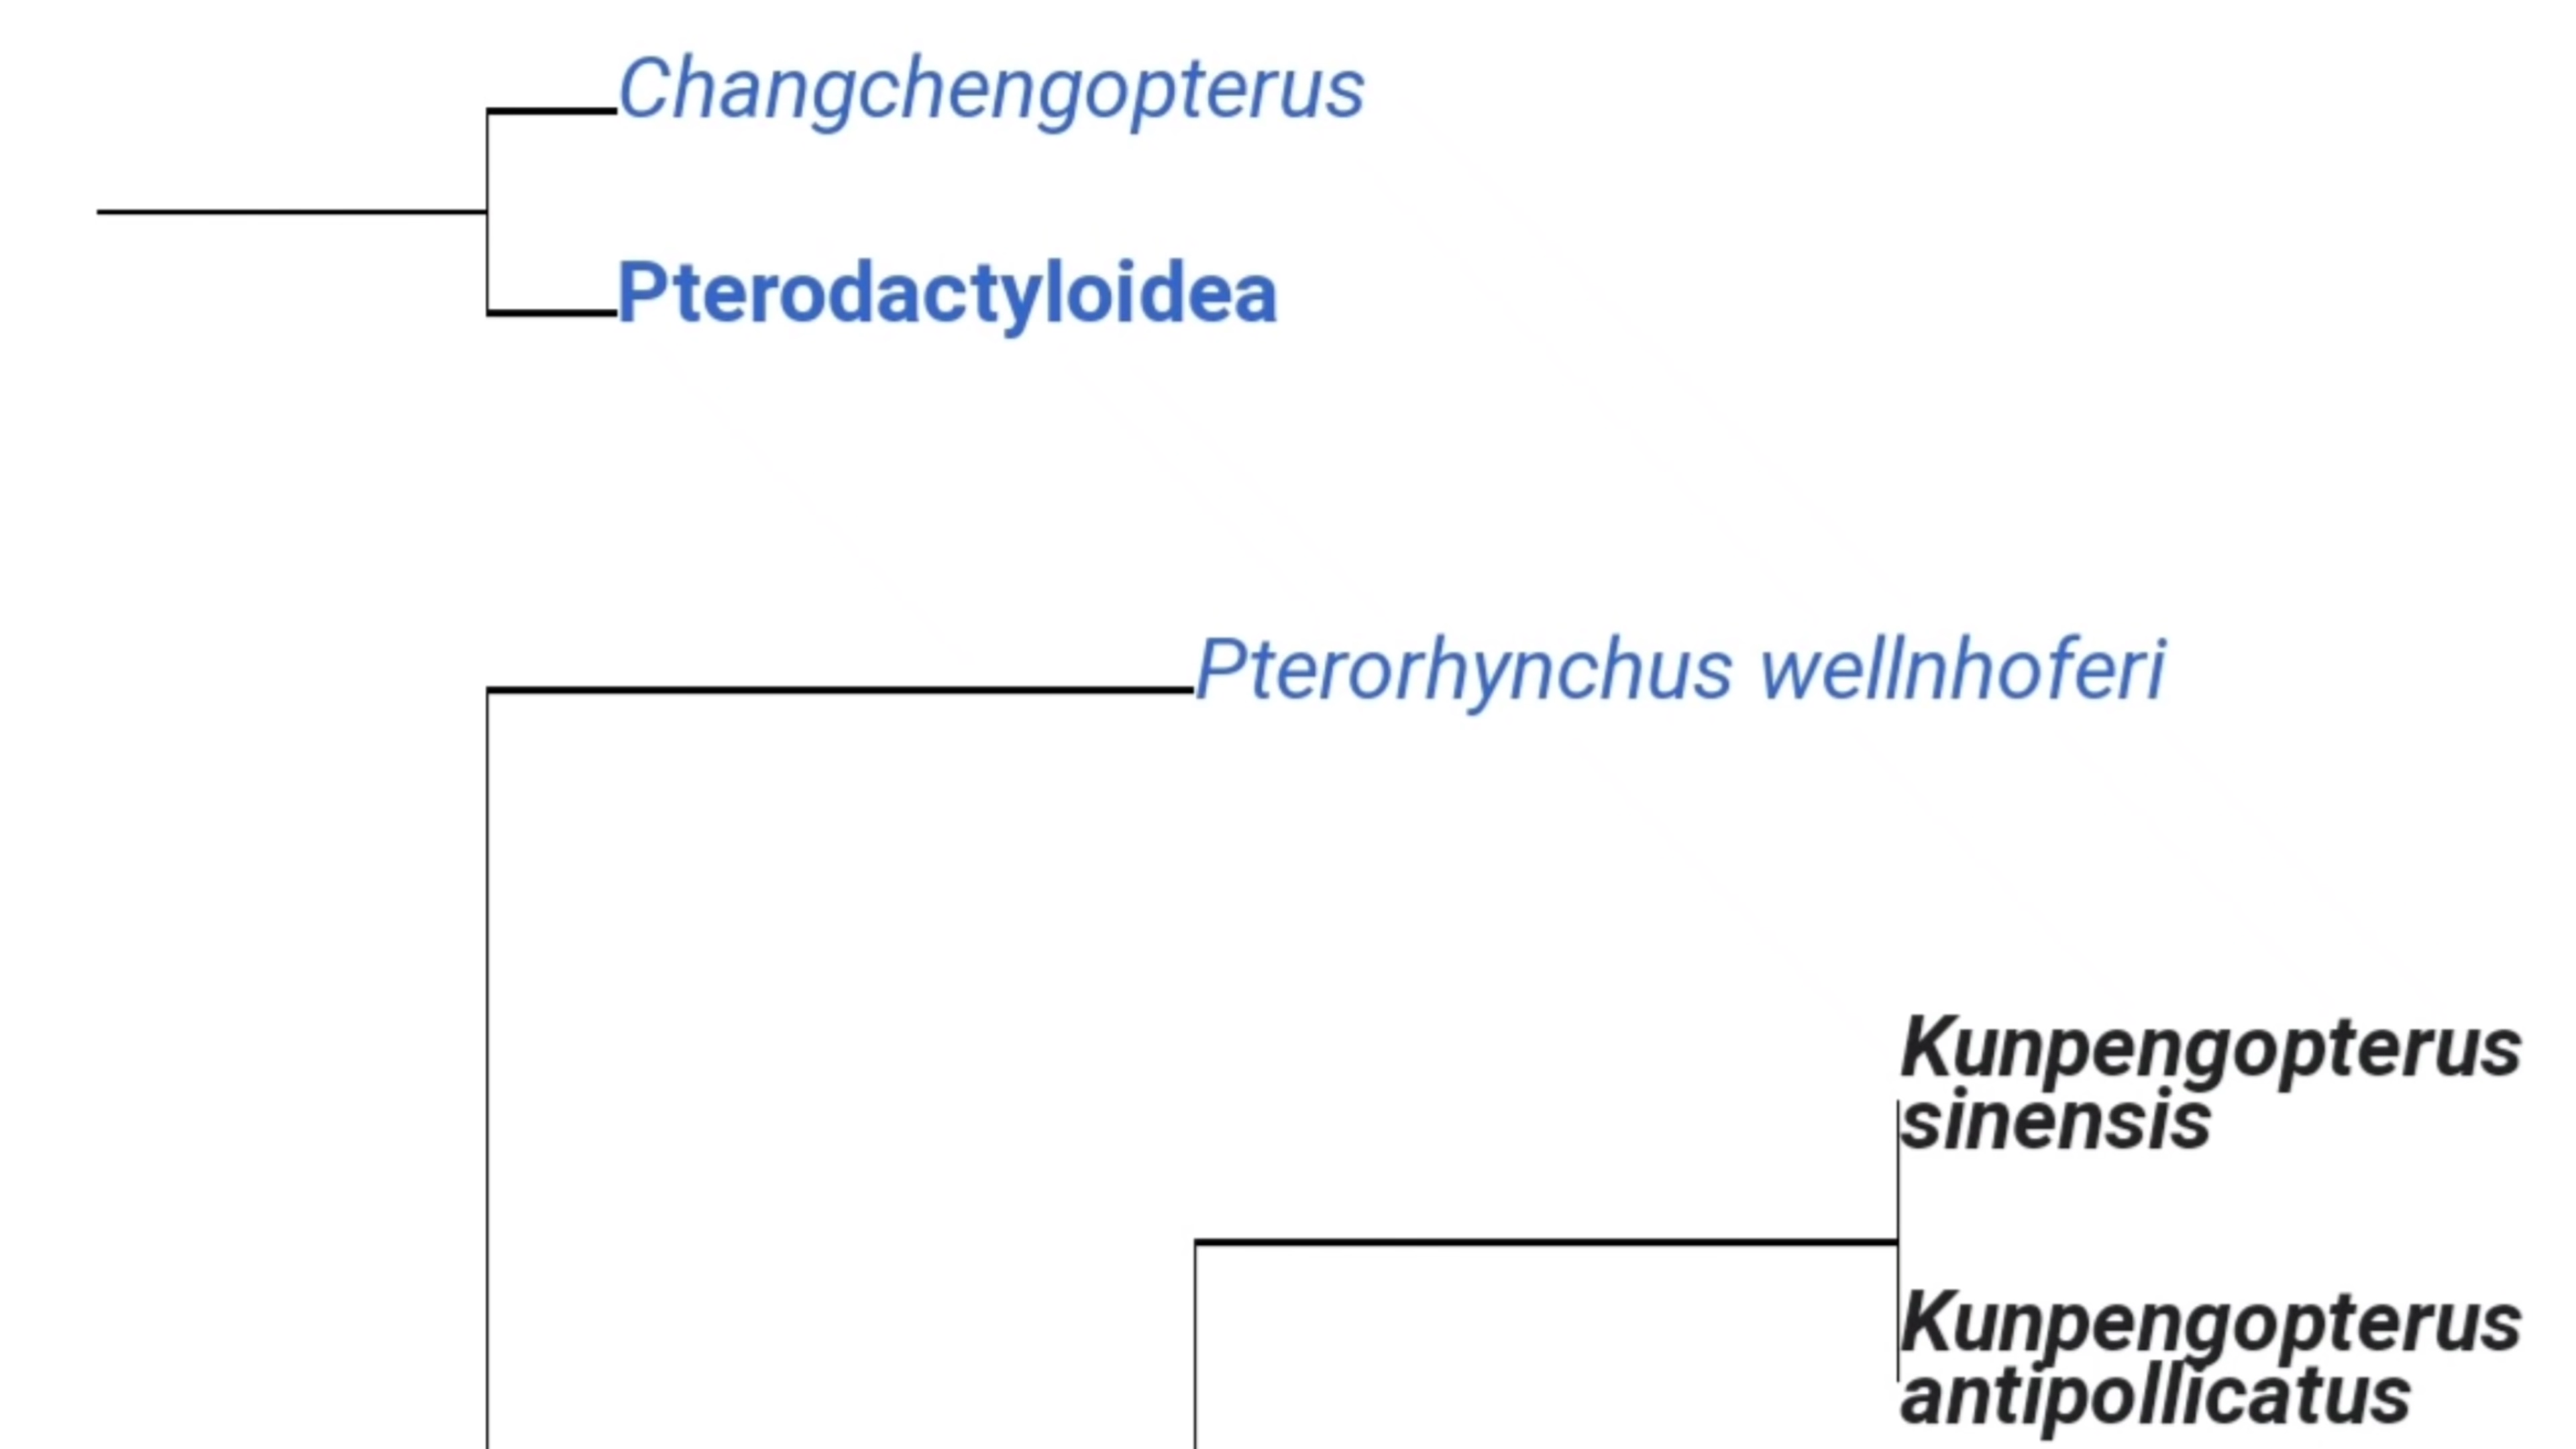 Changchengopterus
Pterodactyloidea
Pterorhynchus wellnhoferi
Kunpengopterus
sinensis
Kunpengopterus
antipollicatus